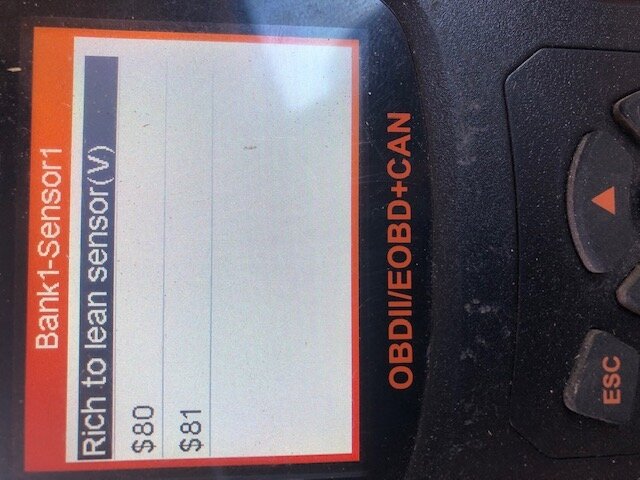 Bank1-Sensor1
Rich to lean sensor(V)
$80
$81
OBDII/EOBD+CAN
ESC